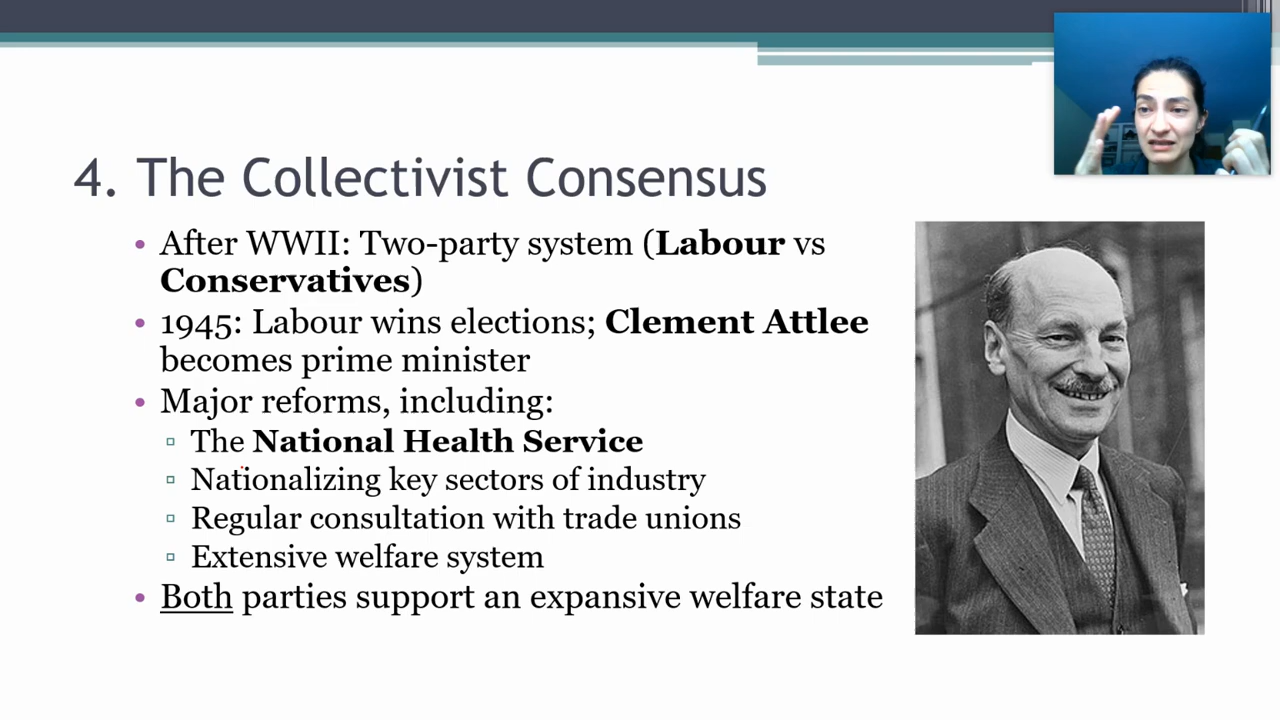 4. The Collectivist Consensus
• After WWII: Two-party system (Labour vs
Conservatives)
• 1945: Labour wins elections; Clement Attlee
becomes prime minister
• Major reforms, including:
▫ The National Health Service
▫ Nationalizing key sectors of industry
▫ Regular consultation with trade unions
▫ Extensive welfare system
• Both parties support an expansive welfare state